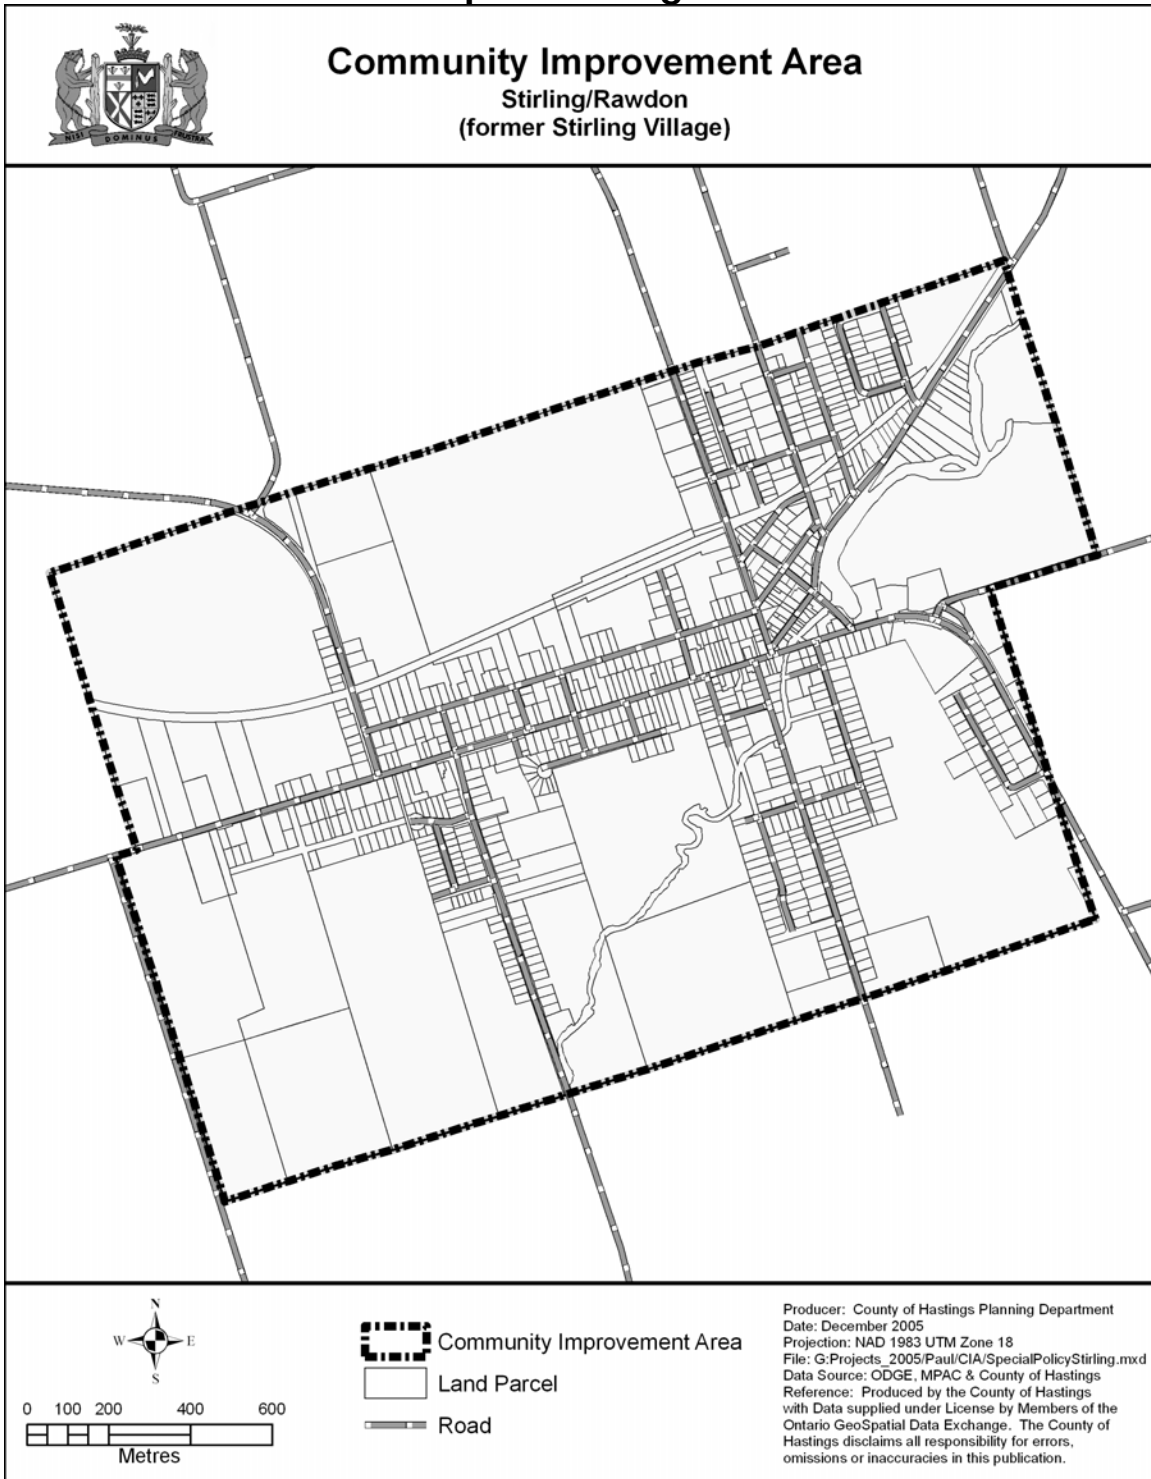 Community Improvement Area
Stirling/Rawdon
(former Stirling Village)
NISI DOMINUS FRUSTRA
N
W E
S
0 100 200 400 600
Metres
Community Improvement Area
Land Parcel
Road
Producer: County of Hastings Planning Department
Date: December 2005
Projection: NAD 1983 UTM Zone 18
File: G:Projects_2005/Paul/CIA/SpecialPolicyStirling.mxd
Data Source: ODGE, MPAC & County of Hastings
Reference: Produced by the County of Hastings
with Data supplied under License by Members of the
Ontario GeoSpatial Data Exchange. The County of
Hastings disclaims all responsibility for errors,
omissions or inaccuracies in this publication.